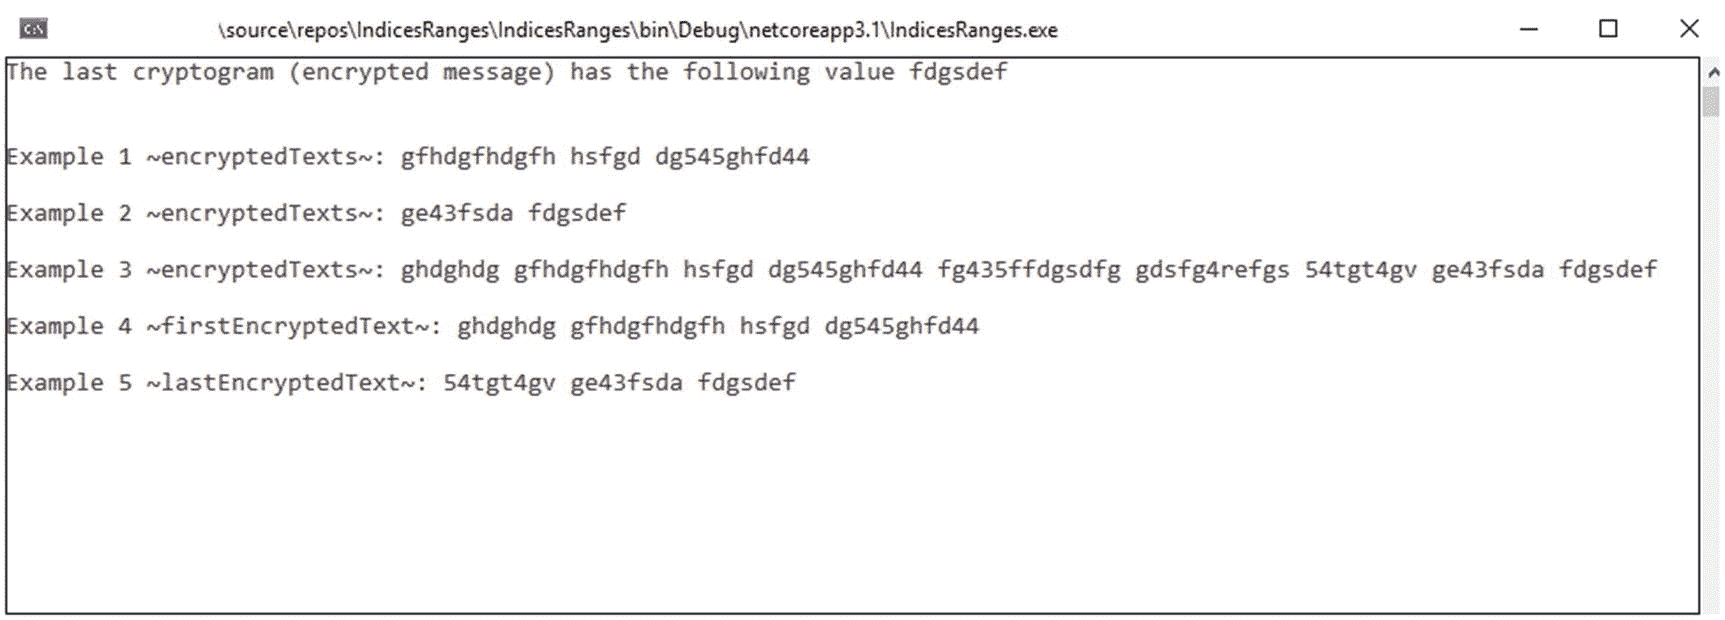 C:\
\source\repos\IndicesRanges\IndicesRanges\bin\Debug\netcoreapp3.1\IndicesRanges.exe
The last cryptogram (encrypted message) has the following value fdgsdef
Example 1 ~encryptedTexts~: gfhdgfhdgfh hsfgd dg545ghfd44
Example 2 ~encryptedTexts~: ge43fsda fdgsdef
Example 3 ~encryptedTexts~: ghdghdg gfhdgfhdgfh hsfgd dg545ghfd44 fg435ffdgsdfg gdsfg4refgs 54tgt4gv ge43fsda fdgsdef
Example 4 ~firstEncryptedText~: ghdghdg gfhdgfhdgfh hsfgd dg545ghfd44
Example 5 ~lastEncryptedText~: 54tgt4gv ge43fsda fdgsdef